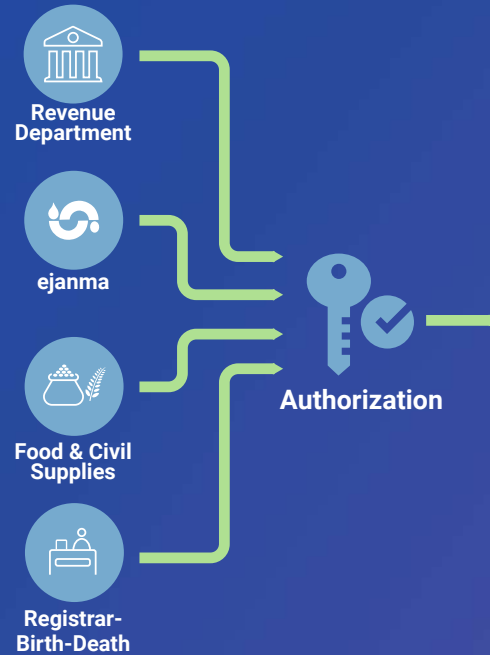 Revenue
Department
ejanma
Authorization
Food & Civil
Supplies
Registrar-
Birth-Death